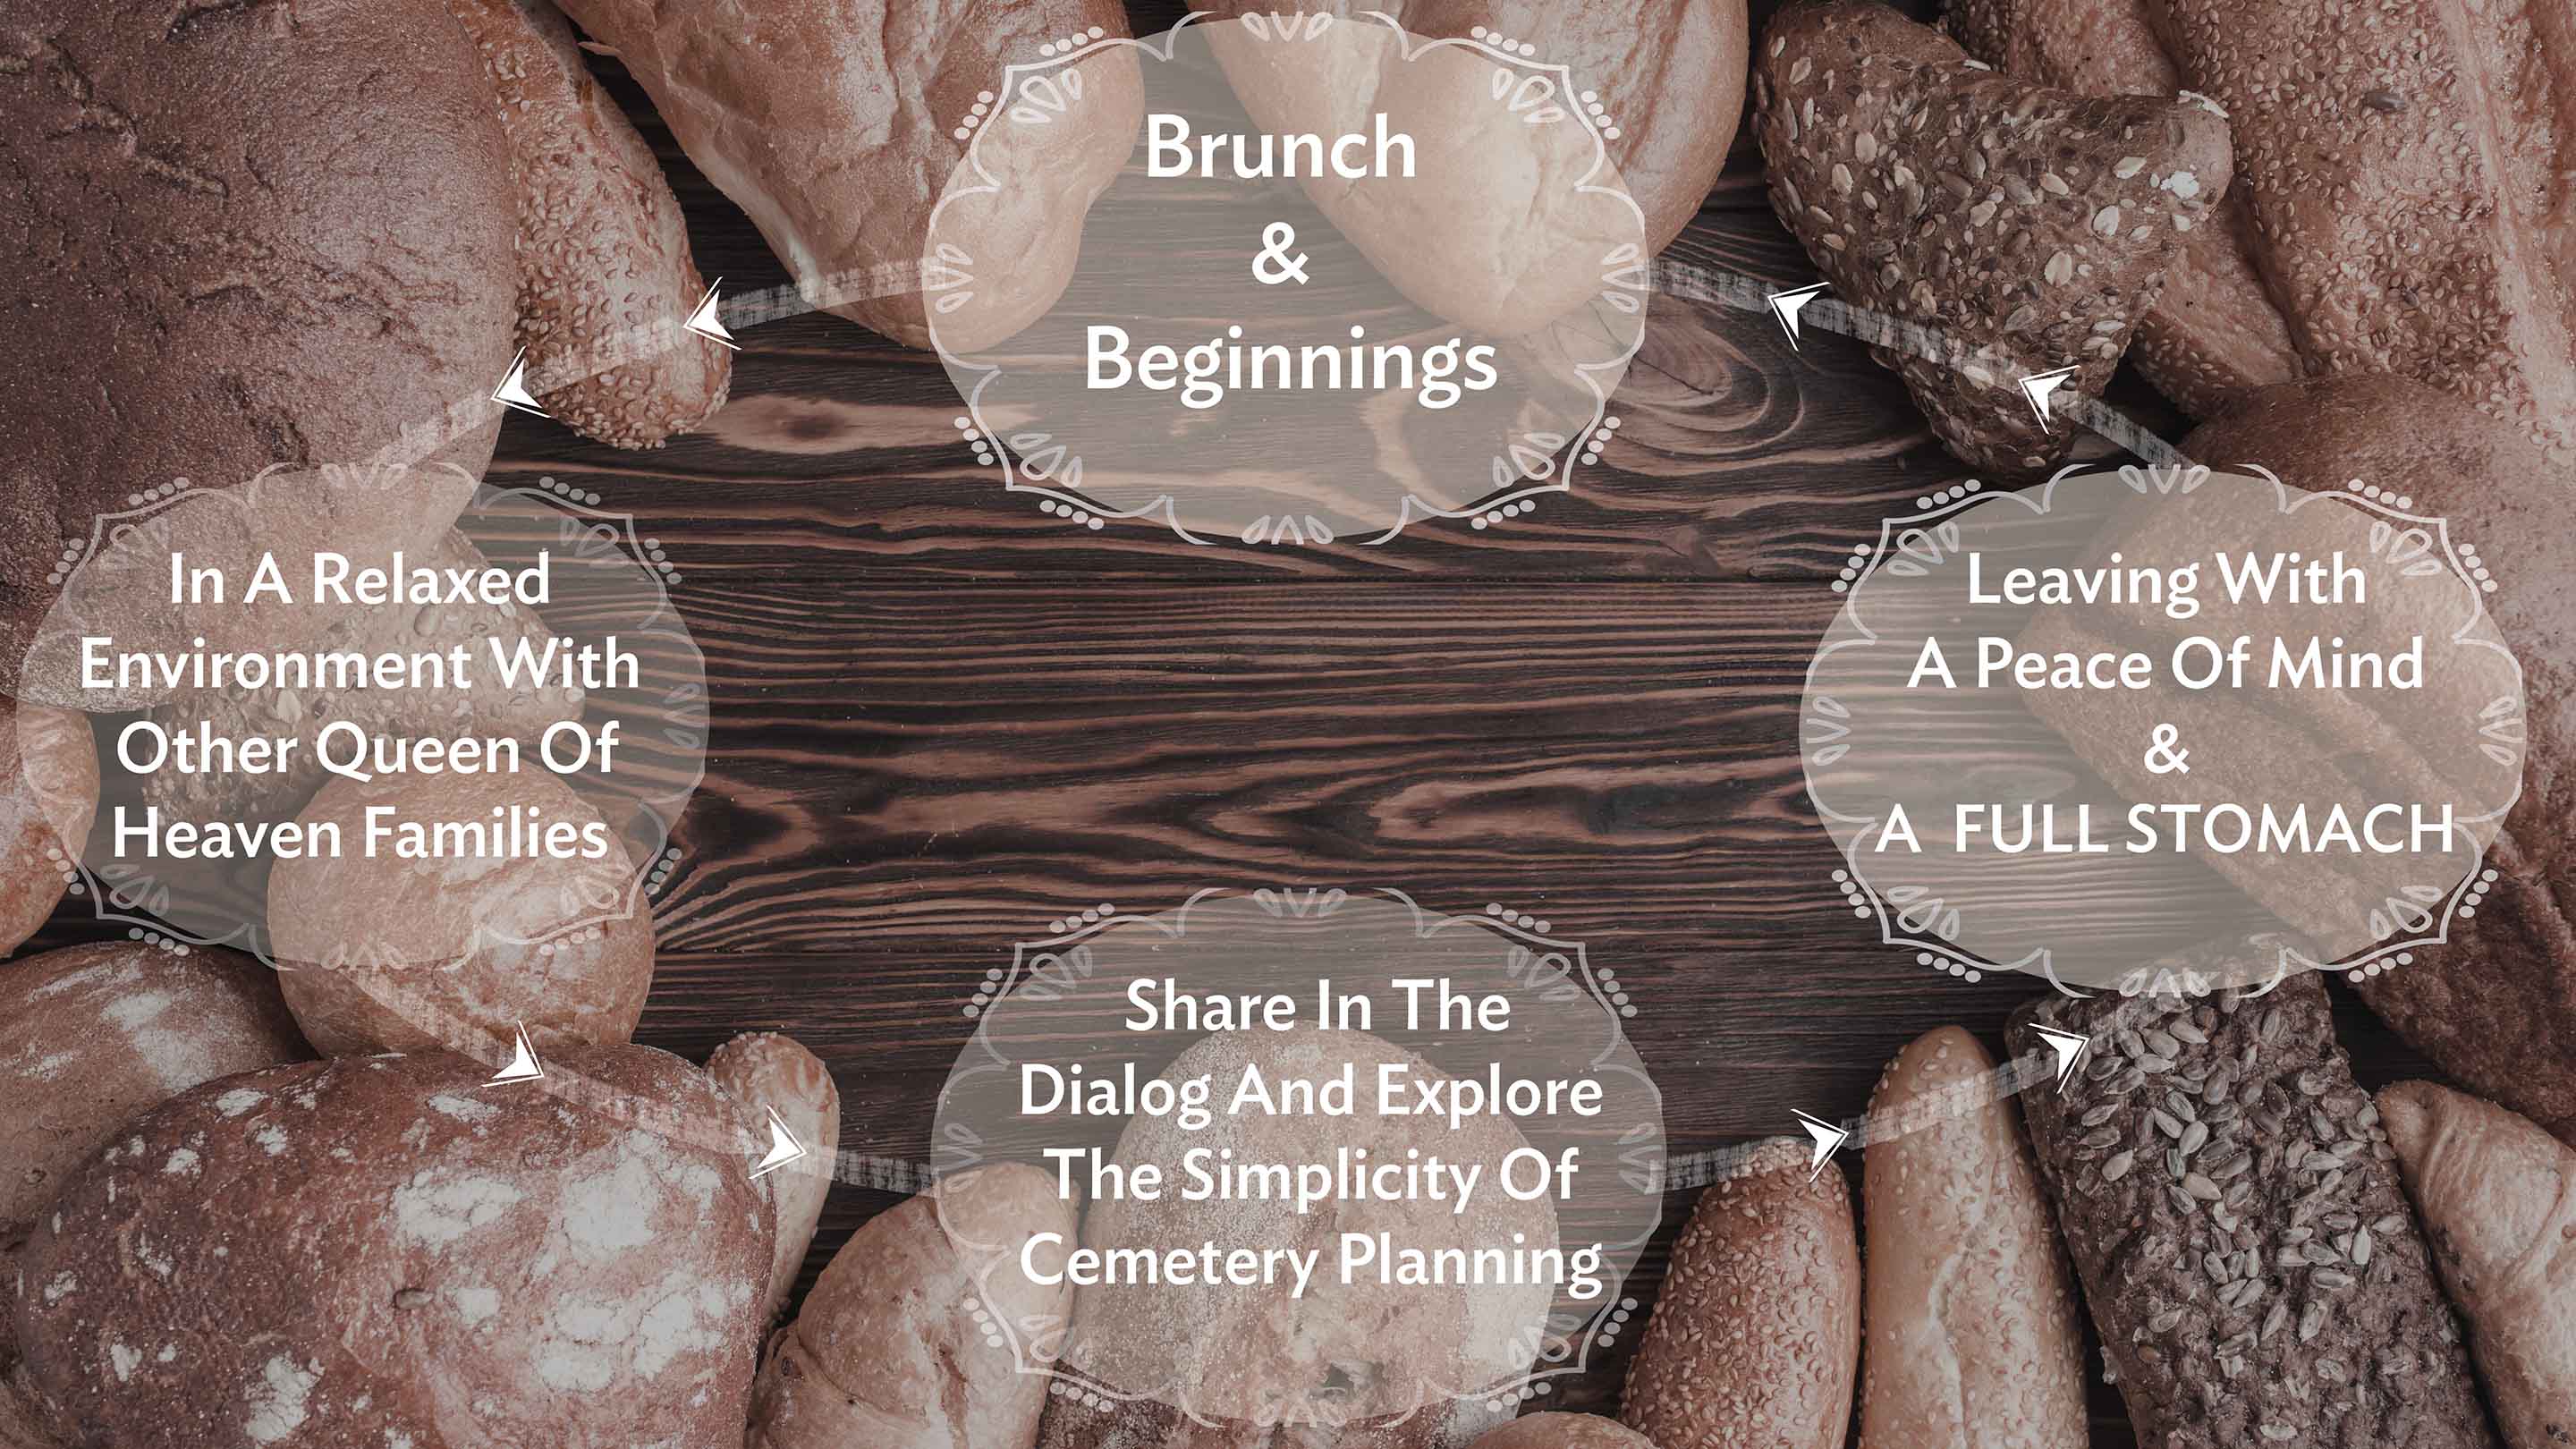 Brunch
&
Beginnings
In A Relaxed
Environment With
Other Queen Of
Heaven Families
Share In The
Dialog And Explore
The Simplicity Of
Cemetery Planning
Leaving With
A Peace Of Mind
&
A FULL STOMACH